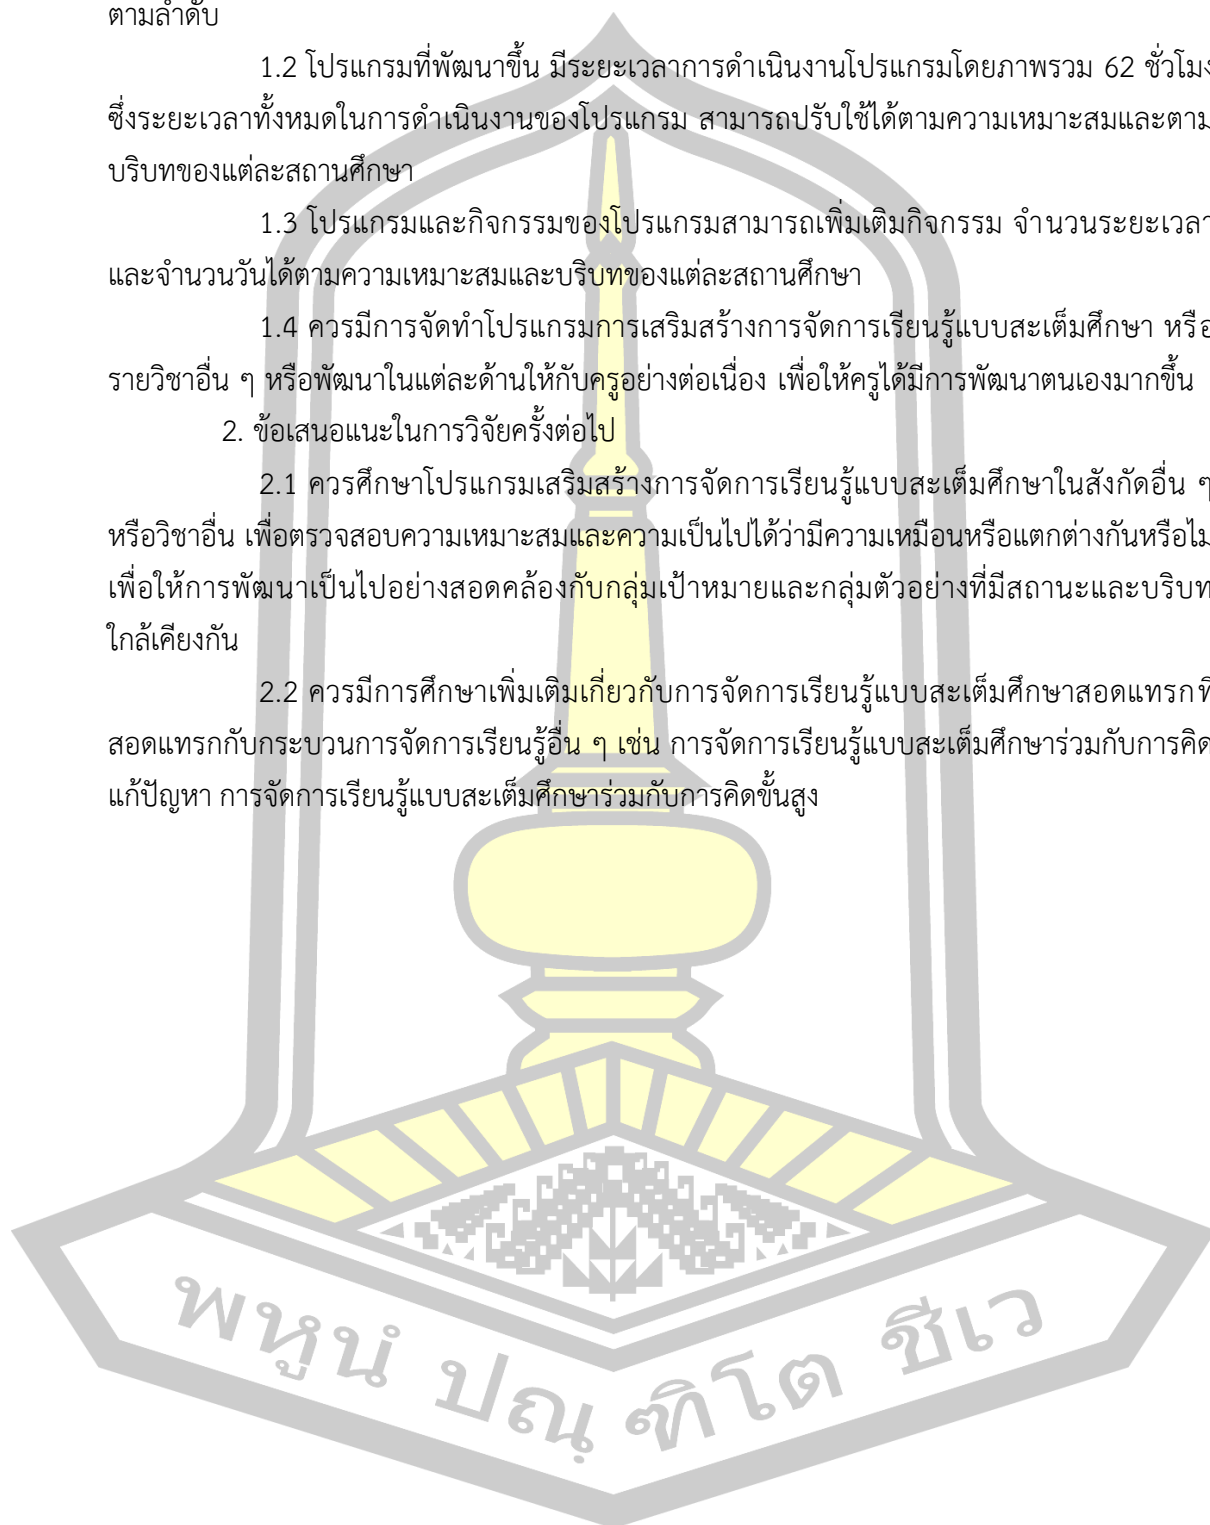 ตามลำดับ
1.2 โปรแกรมที่พัฒนาขึ้น มีระยะเวลาการดำเนินงานโปรแกรมโดยภาพรวม 62 ชั่วโมง
ซึ่งระยะเวลาทั้งหมดในการดำเนินงานของโปรแกรม สามารถปรับใช้ได้ตามความเหมาะสมและตาม
บริบทของแต่ละสถานศึกษา
1.3 โปรแกรมและกิจกรรมของโปรแกรมสามารถเพิ่มเติมกิจกรรม จำนวนระยะเวลา
และจำนวนวันได้ตามความเหมาะสมและบริบทของแต่ละสถานศึกษา
1.4 ควรมีการจัดทำโปรแกรมการเสริมสร้างการจัดการเรียนรู้แบบสะเต็มศึกษา หรือ
รายวิชาอื่น ๆ หรือพัฒนาในแต่ละด้านให้กับครูอย่างต่อเนื่อง เพื่อให้ครูได้มีการพัฒนาตนเองมากขึ้น
2. ข้อเสนอแนะในการวิจัยครั้งต่อไป
2.1 ควรศึกษาโปรแกรมเสริมสร้างการจัดการเรียนรู้แบบสะเต็มศึกษาในสังกัดอื่น ๆ
หรือวิชาอื่น เพื่อตรวจสอบความเหมาะสมและความเป็นไปได้ว่ามีความเหมือนหรือแตกต่างกันหรือไม่
เพื่อให้การพัฒนาเป็นไปอย่างสอดคล้องกับกลุ่มเป้าหมายและกลุ่มตัวอย่างที่มีสถานะและบริบท
ใกล้เคียงกัน
2.2 ควรมีการศึกษาเพิ่มเติมเกี่ยวกับการจัดการเรียนรู้แบบสะเต็มศึกษาสอดแทรกที่
สอดแทรกกับกระบวนการจัดการเรียนรู้อื่น ๆ เช่น การจัดการเรียนรู้แบบสะเต็มศึกษาร่วมกับการคิด
แก้ปัญหา การจัดการเรียนรู้แบบสะเต็มศึกษาร่วมกับการคิดขั้นสูง
พหูนํ ปณฺฑิโต ชีเว